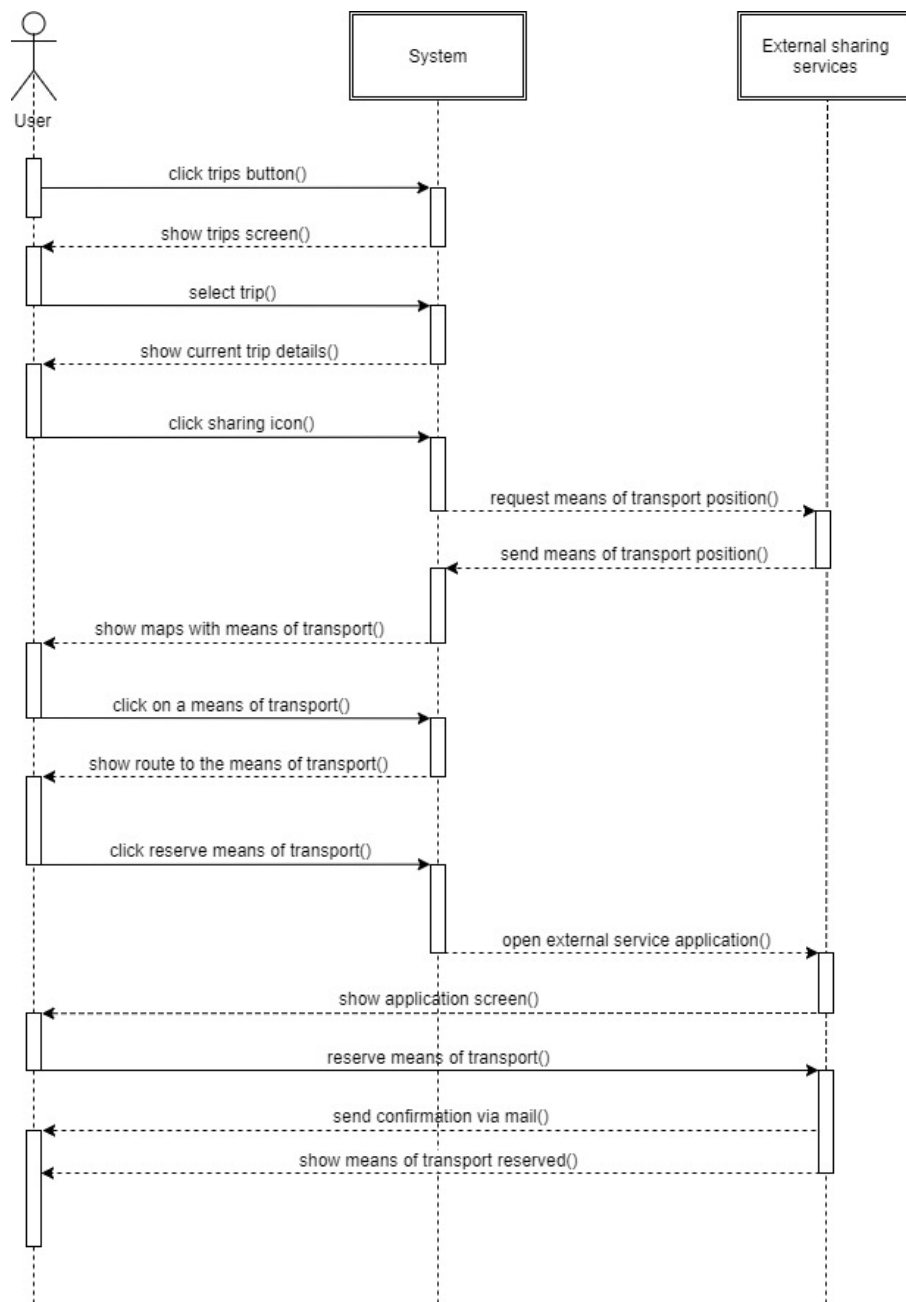 System
External sharing
services
User
click trips button()
show trips screen()
select trip()
show current trip details()
click sharing icon()
request means of transport position()
send means of transport position()
show maps with means of transport()
click on a means of transport()
show route to the means of transport()
click reserve means of transport()
open external service application()
show application screen()
reserve means of transport()
send confirmation via mail()
show means of transport reserved()